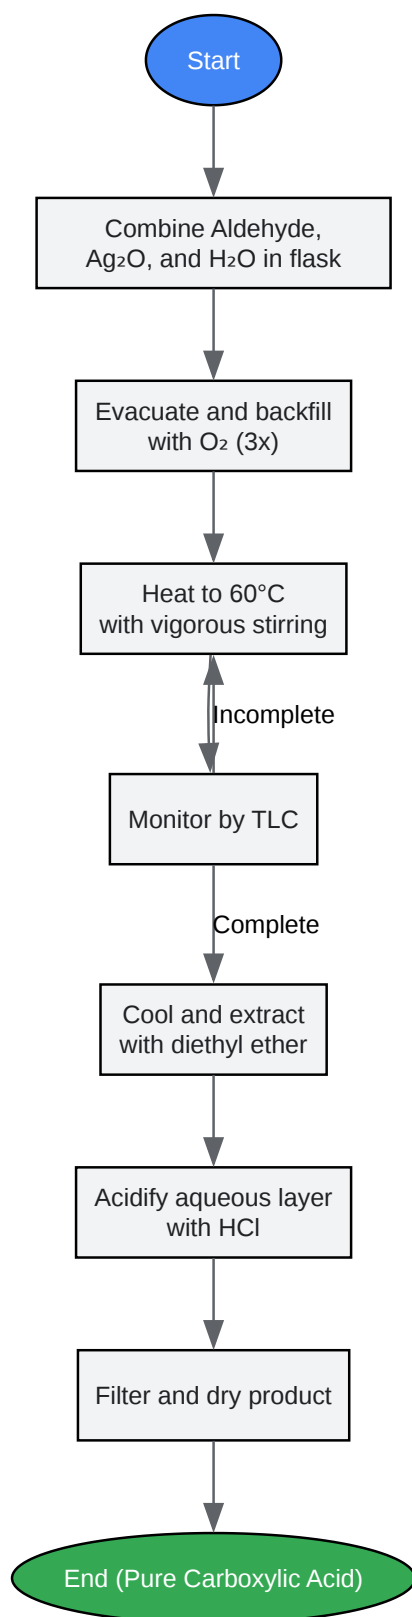 Start
Combine Aldehyde,
Ag₂O, and H₂O in flask
Evacuate and backfill
with O₂ (3x)
Heat to 60°C
with vigorous stirring
Incomplete
Monitor by TLC
Complete
Cool and extract
with diethyl ether
Acidify aqueous layer
with HCl
Filter and dry product
End (Pure Carboxylic Acid)